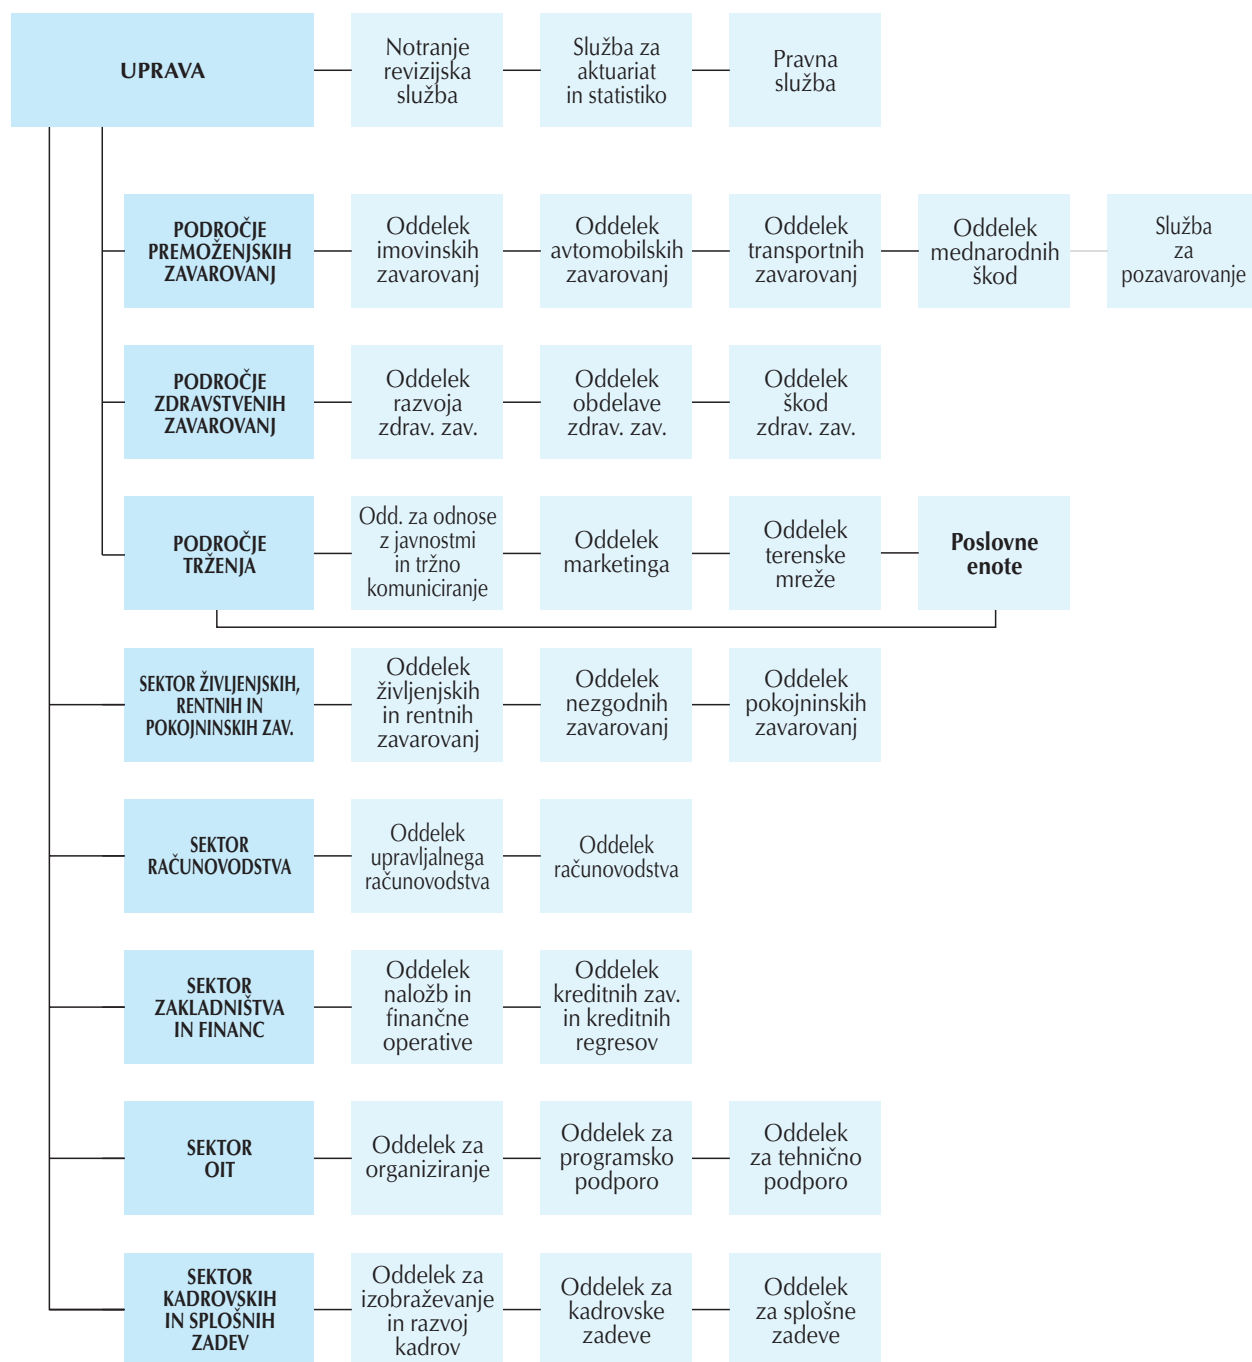 UPRAVA
Notranje
revizijska
služba
Služba za
aktuariat
in statistiko
Pravna
služba
PODROČJE
PREMOŽENJSKIH
ZAVAROVANJ
Oddelek
imovinskih
zavarovanj
Oddelek
avtomobilskih
zavarovanj
Oddelek
transportnih
zavarovanj
Oddelek
mednarodnih
škod
Služba
za
pozavarovanje
PODROČJE
ZDRAVSTVENIH
ZAVAROVANJ
Oddelek
razvoja
zdrav. zav.
Oddelek
obdelave
zdrav. zav.
Oddelek
škod
zdrav. zav.
PODROČJE
TRŽENJA
Odd. za odnose
z javnostmi
in tržno
komuniciranje
Oddelek
marketinga
Oddelek
terenske
mreže
Poslovne
enote
SEKTOR ŽIVLJENJSKIH,
RENTNIH IN
POKOJNINSKIH ZAV.
Oddelek
življenjskih
in rentnih
zavarovanj
Oddelek
nezgodnih
zavarovanj
Oddelek
pokojninskih
zavarovanj
SEKTOR
RAČUNOVODSTVA
Oddelek
upravljalnega
računovodstva
Oddelek
računovodstva
SEKTOR
ZAKLADNIŠTVA
IN FINANC
Oddelek
naložb in
finančne
operative
Oddelek
kreditnih zav.
in kreditnih
regresov
SEKTOR
OIT
Oddelek za
organiziranje
Oddelek za
programsko
podporo
Oddelek
za tehnično
podporo
SEKTOR
KADROVSKIH
IN SPLOŠNIH
ZADEV
Oddelek za
izobraževanje
in razvoj
kadrov
Oddelek za
kadrovske
zadeve
Oddelek
za splošne
zadeve